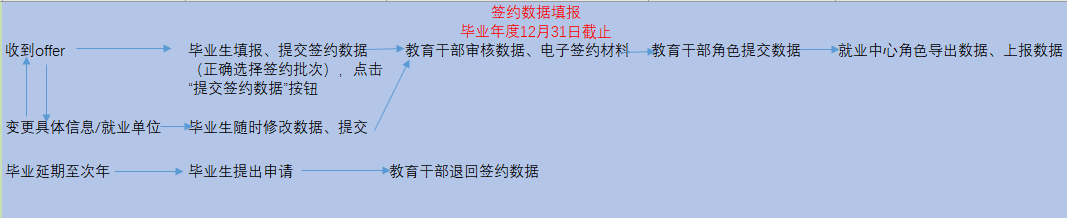 签约数据填报
毕业年度12月31日截止
收到offer
毕业生填报、提交签约数据
（正确选择签约批次），点击
“提交签约数据”按钮
教育干部审核数据、电子签约材料
教育干部角色提交数据
就业中心角色导出数据、上报数据
变更具体信息/就业单位
毕业生随时修改数据、提交
毕业延期至次年
毕业生提出申请
教育干部退回签约数据